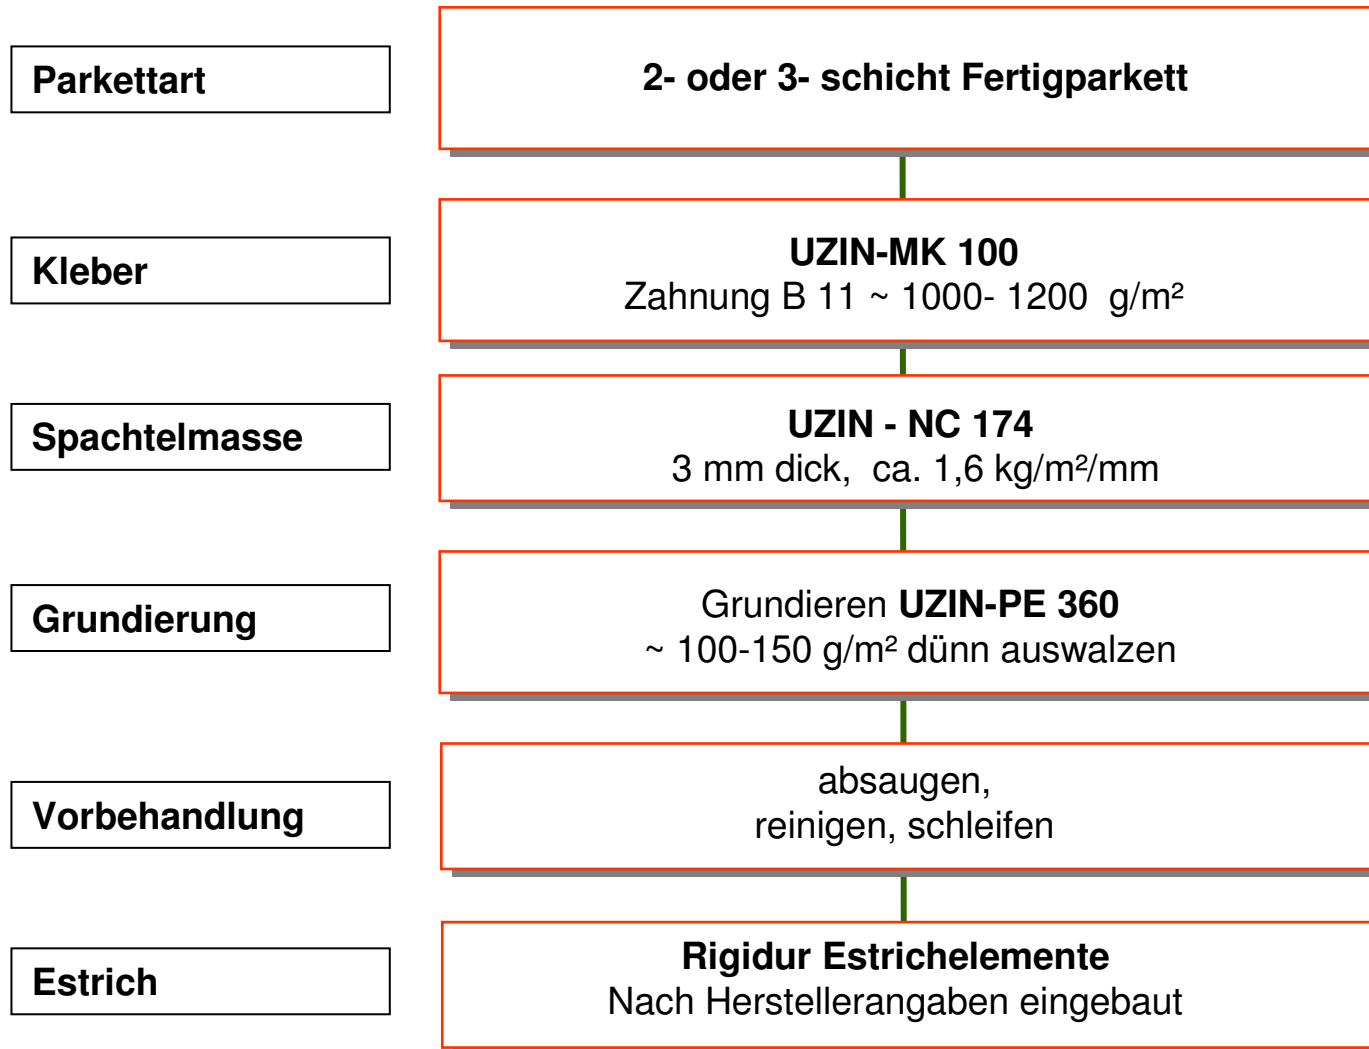 Parkettart
2- oder 3- schicht Fertigparkett
Kleber
UZIN-MK 100
Zahnung B 11 ~ 1000- 1200 g/m²
Spachtelmasse
UZIN - NC 174
3 mm dick, ca. 1,6 kg/m²/mm
Grundierung
Grundieren UZIN-PE 360
~ 100-150 g/m² dünn auswalzen
Vorbehandlung
absaugen,
reinigen, schleifen
Estrich
Rigidur Estrichelemente
Nach Herstellerangaben eingebaut